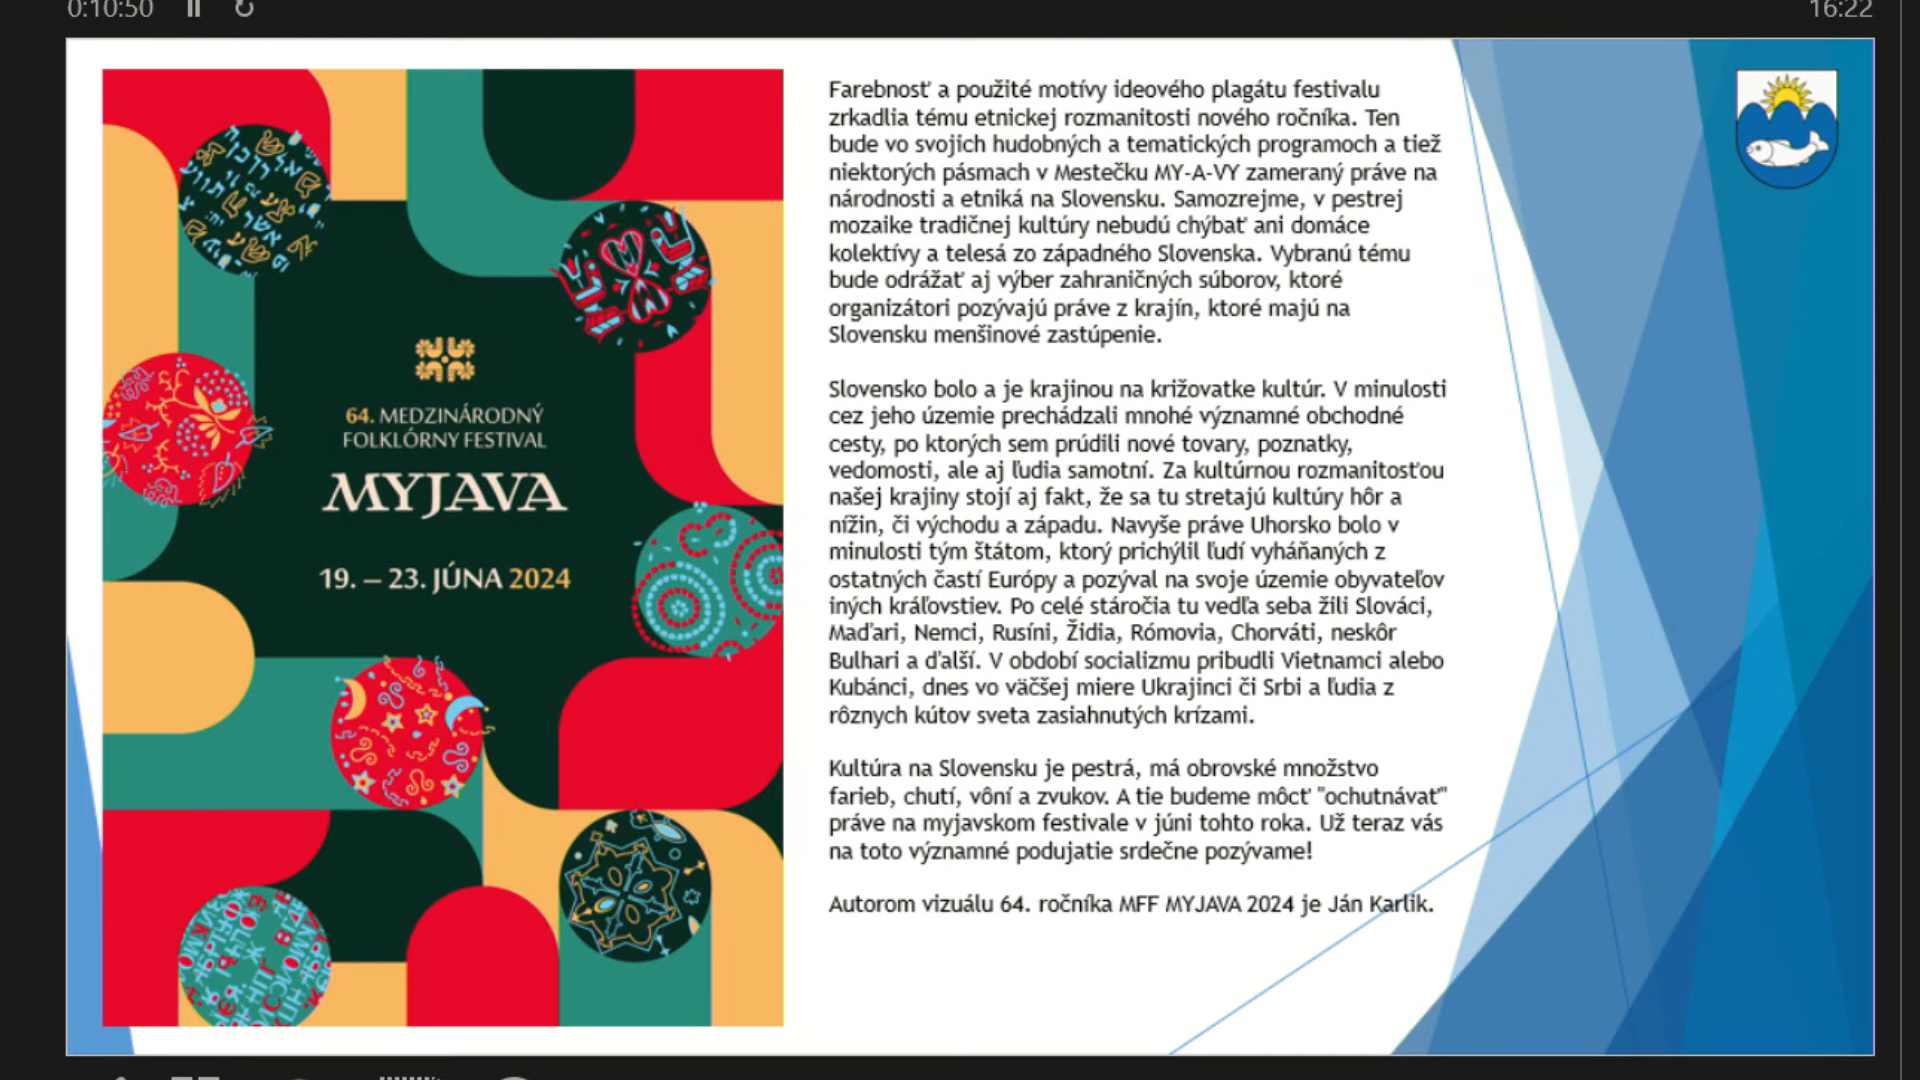 0:10:50
16:22
64. MEDZINÁRODNÝ
FOLKLÓRNY FESTIVAL
MYJAVA
19. – 23. JÚNA 2024
Farebnosť a použité motívy ideového plagátu festivalu
zrkadlia tému etnickej rozmanitosti nového ročníka. Ten
bude vo svojich hudobných a tematických programoch a tiež
niektorých pásmach v Mestečku MY-A-VY zameraný práve na
národnosti a etniká na Slovensku. Samozrejme, v pestrej
mozaike tradičnej kultúry nebudú chýbať ani domáce
kolektívy a telesá zo západného Slovenska. Vybranú tému
bude odrážať aj výber zahraničných súborov, ktoré
organizátori pozývajú práve z krajín, ktoré majú na
Slovensku menšinové zastúpenie.
Slovensko bolo a je krajinou na križovatke kultúr. V minulosti
cez jeho územie prechádzali mnohé významné obchodné
cesty, po ktorých sem prúdili nové tovary, poznatky,
vedomosti, ale aj ľudia samotní. Za kultúrnou rozmanitosťou
našej krajiny stojí aj fakt, že sa tu stretajú kultúry hôr a
nížin, či východu a západu. Navyše práve Uhorsko bolo v
minulosti tým štátom, ktorý prichýlil ľudí vyháňaných z
ostatných častí Európy a pozýval na svoje územie obyvateľov
iných kráľovstiev. Po celé stáročia tu vedľa seba žili Slováci,
Maďari, Nemci, Rusíni, Židia, Rómovia, Chorváti, neskôr
Bulhari a ďalší. V období socializmu pribudli Vietnamci alebo
Kubánci, dnes vo väčšej miere Ukrajinci či Srbi a ľudia z
rôznych kútov sveta zasiahnutých krízami.
Kultúra na Slovensku je pestrá, má obrovské množstvo
farieb, chutí, vôní a zvukov. A tie budeme môcť "ochutnávať"
práve na myjavskom festivale v júni tohto roka. Už teraz vás
na toto významné podujatie srdečne pozývame!
Autorom vizuálu 64. ročníka MFF MYJAVA 2024 je Ján Karlik.